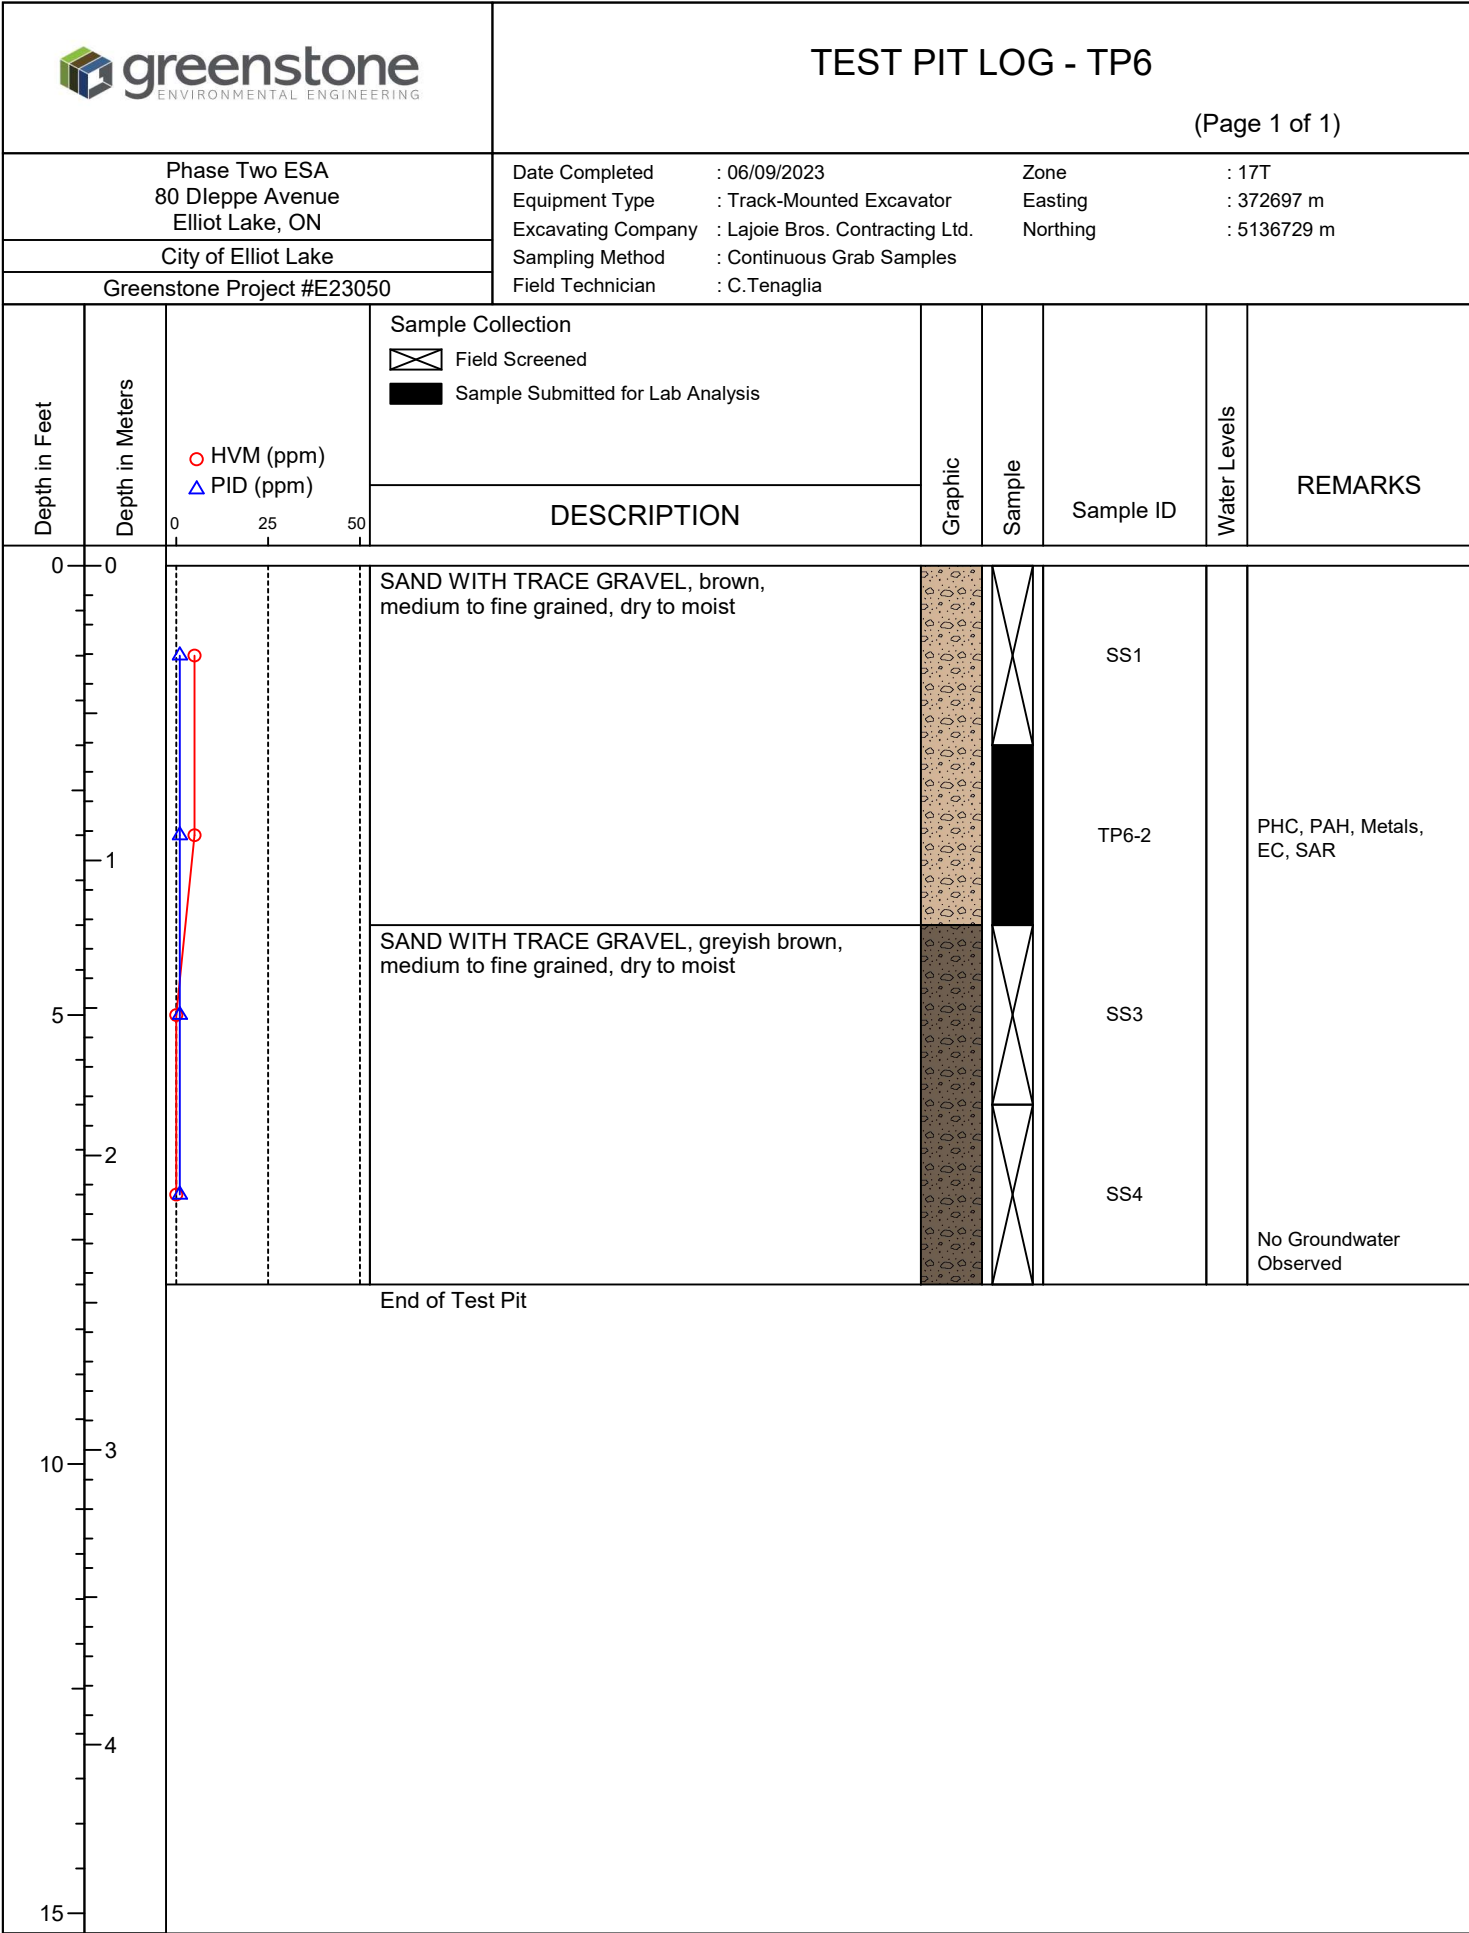 greenstone
ENVIRONMENTAL ENGINEERING
TEST PIT LOG - TP6
(Page 1 of 1)
Phase Two ESA
80 DIeppe Avenue
Elliot Lake, ON
City of Elliot Lake
Greenstone Project #E23050
Date Completed : 06/09/2023
Equipment Type : Track-Mounted Excavator
Excavating Company : Lajoie Bros. Contracting Ltd.
Sampling Method : Continuous Grab Samples
Field Technician : C.Tenaglia
Zone : 17T
Easting : 372697 m
Northing : 5136729 m
Depth in Feet
Depth in Meters
HVM (ppm)
PID (ppm)
0 25 50
Sample Collection
Field Screened
Sample Submitted for Lab Analysis
DESCRIPTION
Graphic
Sample
Sample ID
Water Levels
REMARKS
0 0
SAND WITH TRACE GRAVEL, brown,
medium to fine grained, dry to moist
SS1
TP6-2
PHC, PAH, Metals,
EC, SAR
1
SAND WITH TRACE GRAVEL, greyish brown,
medium to fine grained, dry to moist
5
SS3
2
SS4
No Groundwater
Observed
End of Test Pit
3
10
4
15